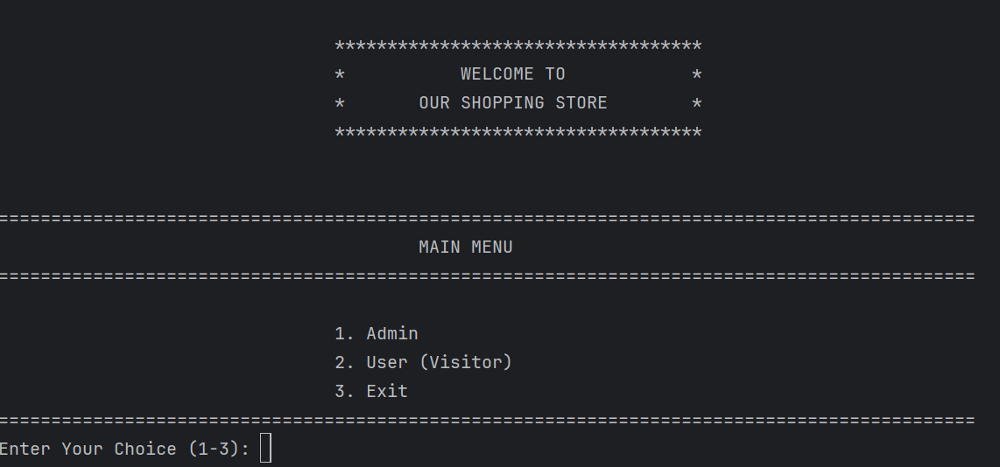 ***********************************
* WELCOME TO *
* OUR SHOPPING STORE *
***********************************
=============================================================================================
MAIN MENU
=============================================================================================
1. Admin
2. User (Visitor)
3. Exit
=============================================================================================
Enter Your Choice (1-3):